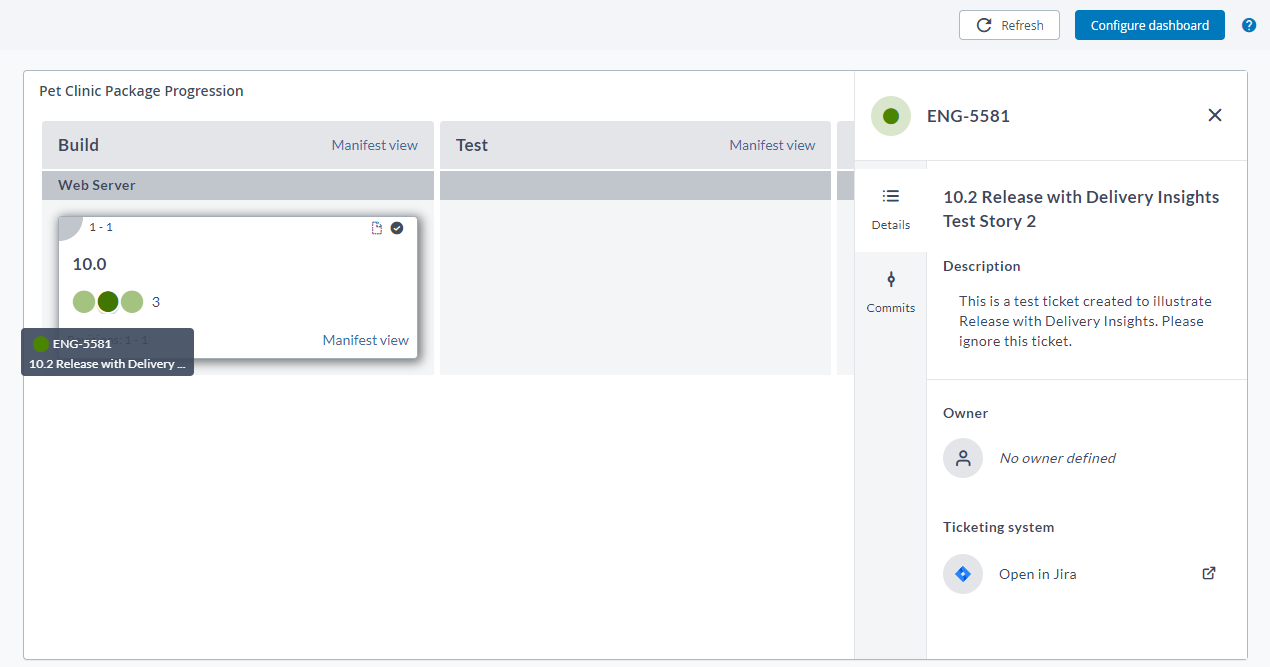 Refresh
Configure dashboard
?
Pet Clinic Package Progression
Build
Manifest view
Test
Manifest view
Web Server
1 - 1
10.0
3
1 - 1
Manifest view
ENG-5581
10.2 Release with Delivery ...
ENG-5581
Details
Commits
10.2 Release with Delivery Insights
Test Story 2
Description
This is a test ticket created to illustrate
Release with Delivery Insights. Please
ignore this ticket.
Owner
No owner defined
Ticketing system
Open in Jira